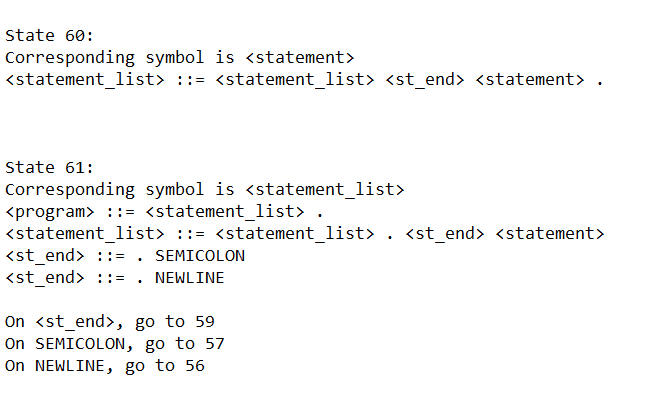 State 60:
Corresponding symbol is <statement>
<statement_list> ::= <statement_list> <st_end> <statement> .
State 61:
Corresponding symbol is <statement_list>
<program> ::= <statement_list> .
<statement_list> ::= <statement_list> . <st_end> <statement>
<st_end> ::= . SEMICOLON
<st_end> ::= . NEWLINE
On <st_end>, go to 59
On SEMICOLON, go to 57
On NEWLINE, go to 56